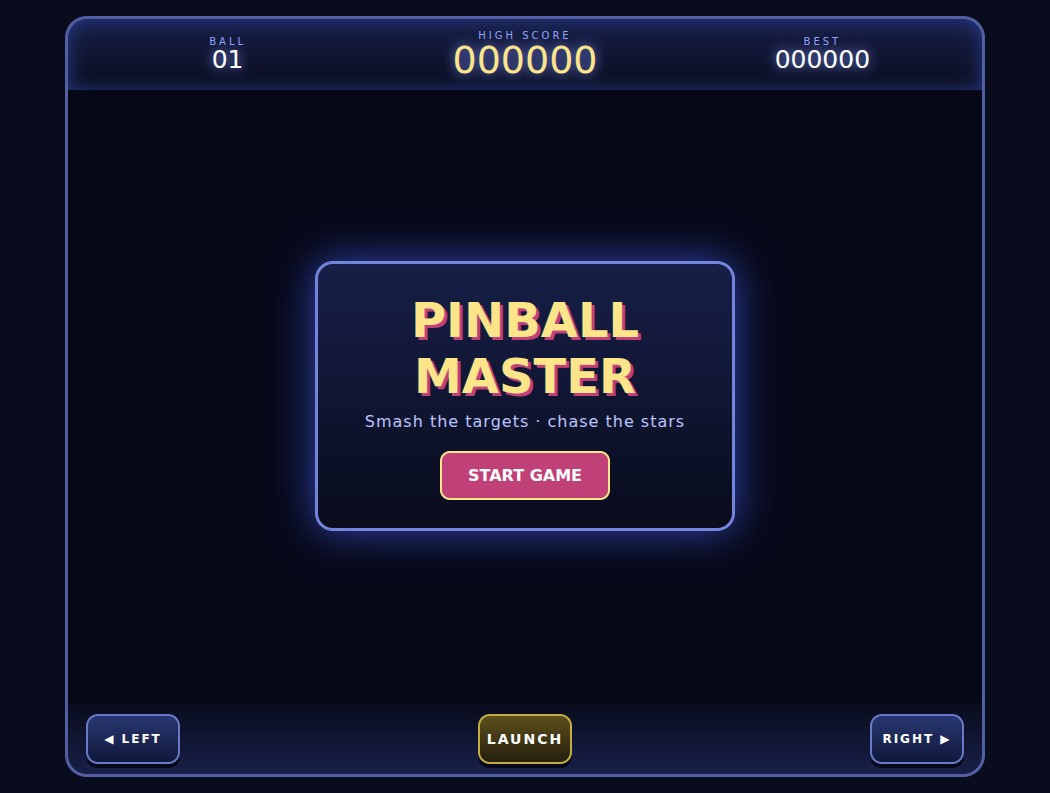 BALL
01
HIGH SCORE
000000
BEST
000000
PINBALL
MASTER
Smash the targets · chase the stars
START GAME
◀ LEFT
LAUNCH
RIGHT ▶